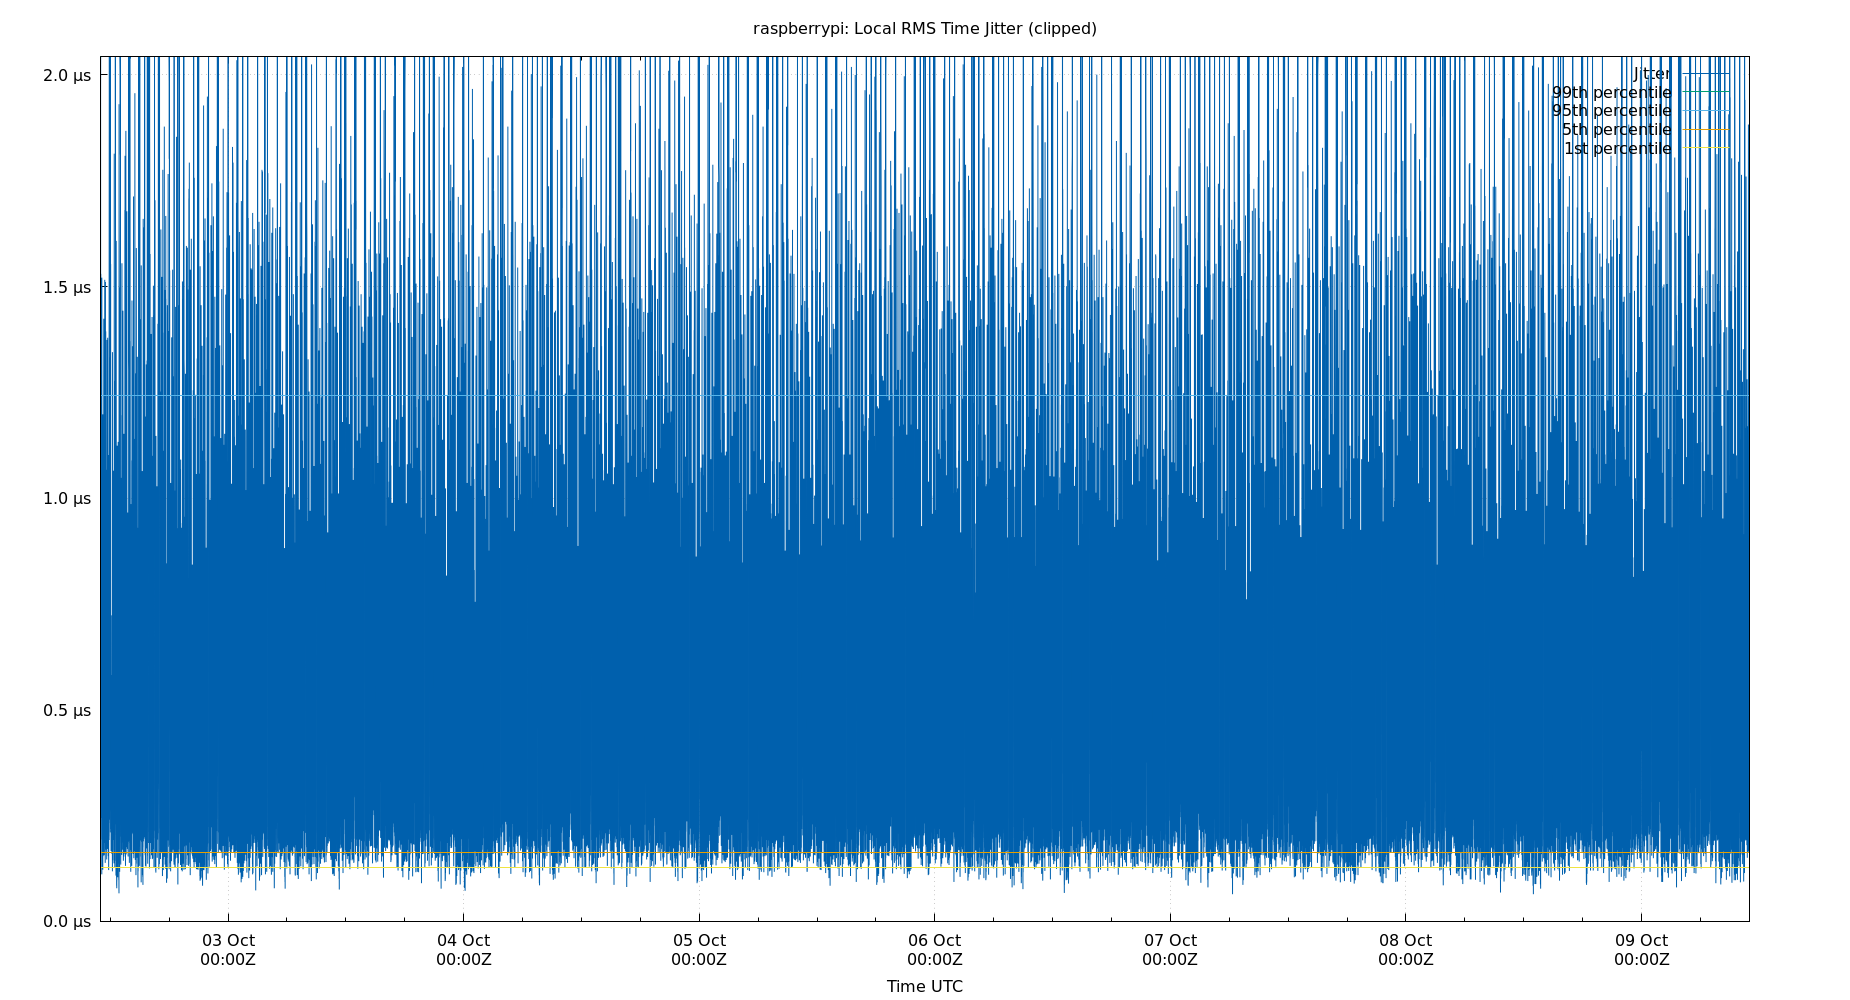 raspberrypi: Local RMS Time Jitter (clipped)
2.0 µs
1.5 µs
1.0 µs
0.5 µs
0.0 µs
Jitter
99th percentile
95th percentile
5th percentile
1st percentile
03 Oct
00:00Z
04 Oct
00:00Z
05 Oct
00:00Z
06 Oct
00:00Z
07 Oct
00:00Z
08 Oct
00:00Z
09 Oct
00:00Z
Time UTC